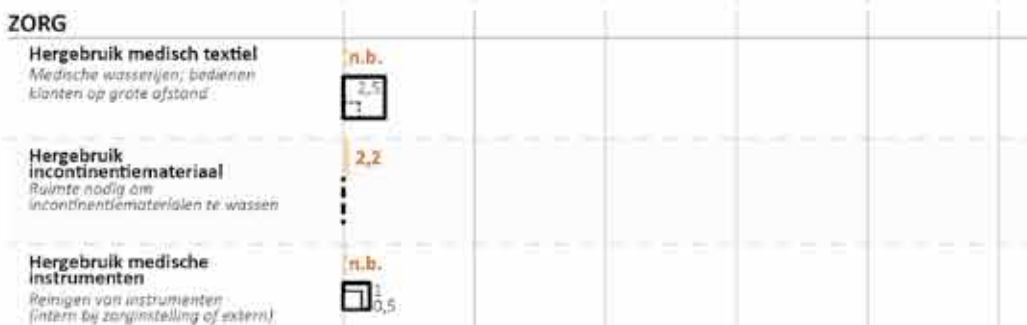 ZORG
Hergebruik medisch textiel
Medische wasserijen; bedienen
klanten op grote afstand
n.b.
2,5
Hergebruik
incontinentiemateriaal
Ruimte nodig om
incontinentiematerialen te wassen
2,2
Hergebruik medische
instrumenten
Reinigen van instrumenten
(intern bij zorginstelling of extern)
n.b.
1
0,5